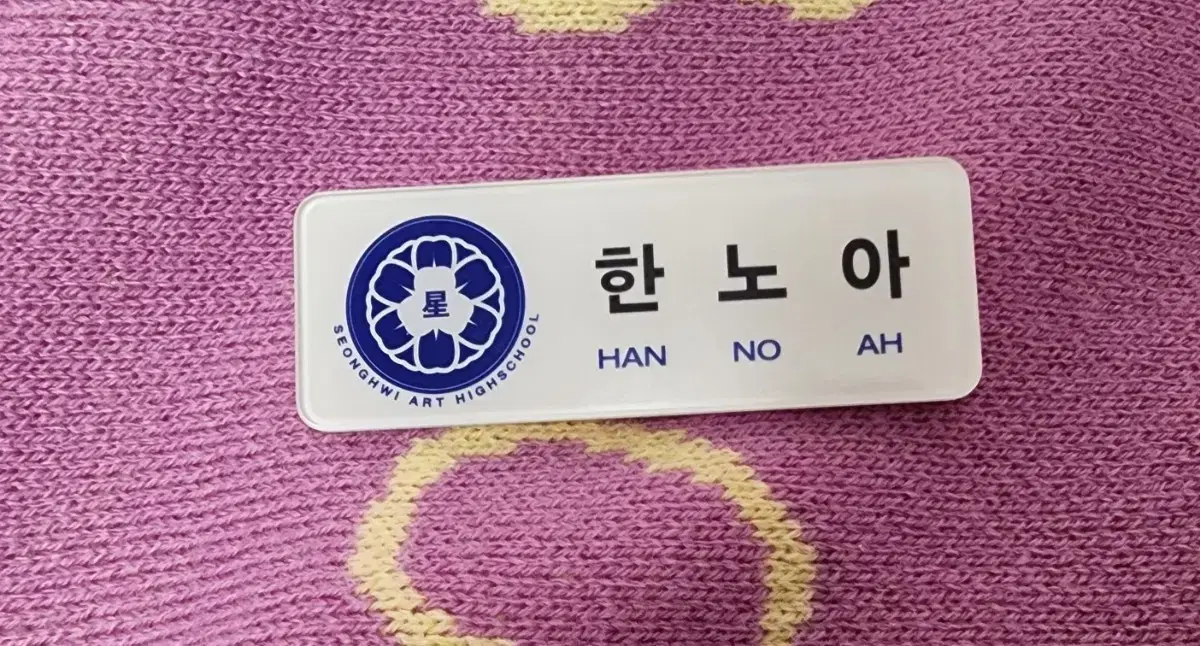 星
SEONGHWI ART HIGHSCHOOL
한 노 아
HAN NO AH